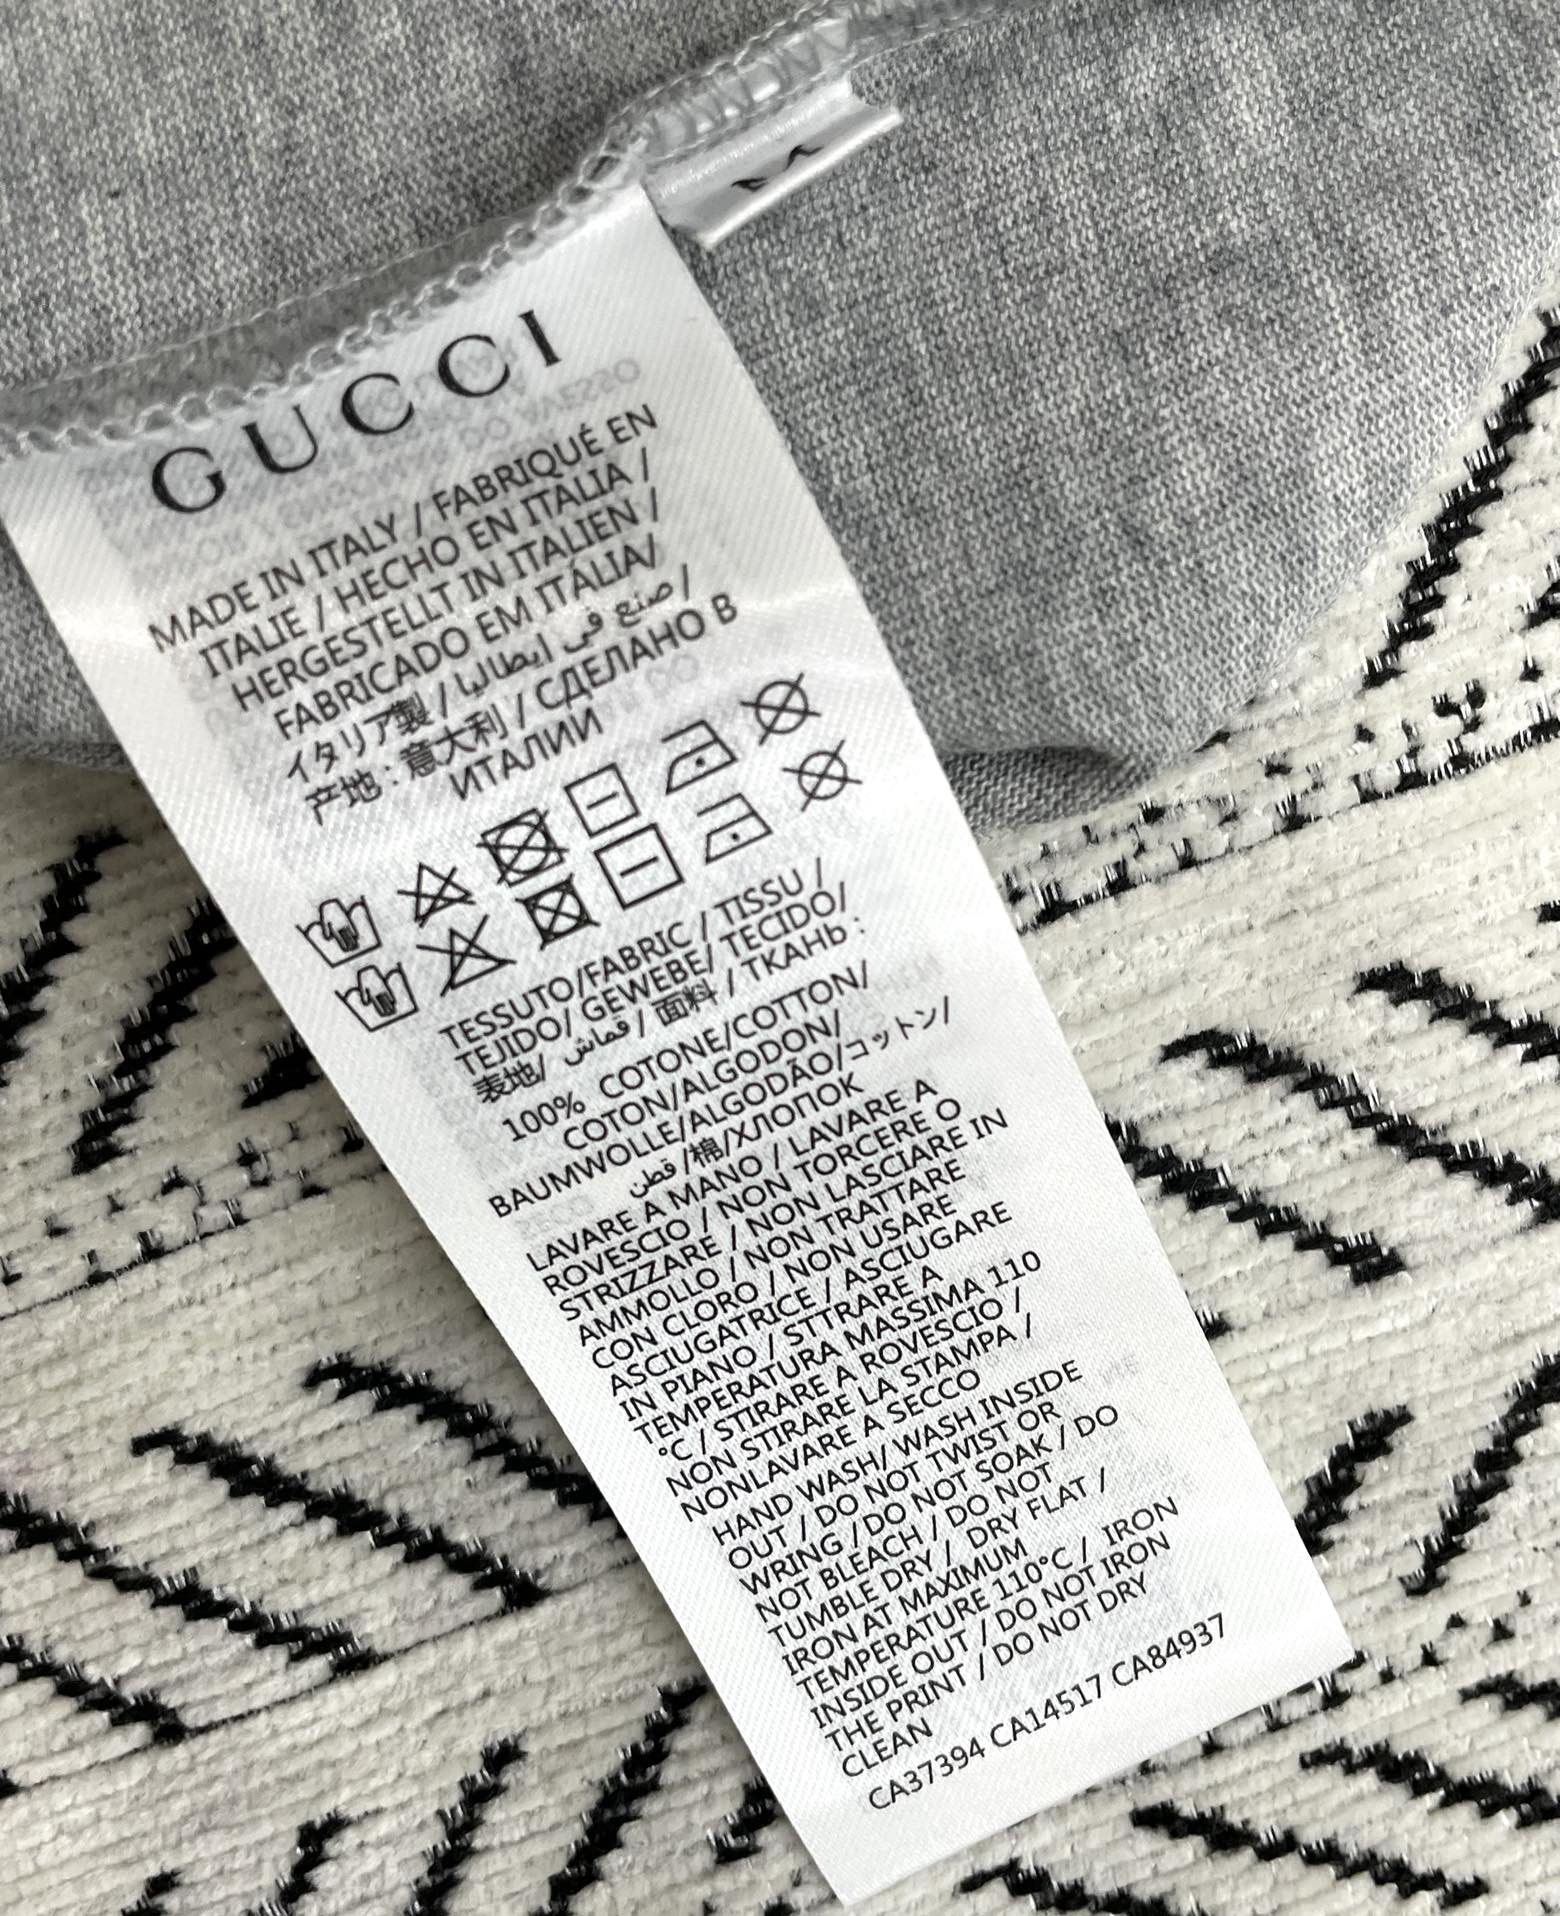 M
GUCCI
MADE IN ITALY / FABRIQUÉ EN
ITALIE / HECHO EN ITALIA /
HERGESTELLT IN ITALIEN /
FABRICADO EM ITÁLIA/
イタリア製 / صنع في ايطاليا /
产地 : 意大利 / СДЕЛАНО В
ИТАЛИИ
TESSUTO/FABRIC / TISSU /
TEJIDO/ GEWEBE/ TECIDO/
表地/ قماش / 面料 / ТКАНЬ :
100% COTONE/COTTON/
COTON/ALGODON/
BAUMWOLLE/ALGODÃO/コットン/
قطن /棉/ХЛОПОК
LAVARE A MANO / LAVARE A
ROVESCIO / NON TORCERE O
STRIZZARE / NON LASCIARE IN
AMMOLLO / NON TRATTARE
CON CLORO / NON USARE
ASCIUGATRICE / ASCIUGARE
IN PIANO / STTRARE A
TEMPERATURA MASSIMA 110
°C / STIRARE A ROVESCIO /
NON STIRARE LA STAMPA /
NONLAVARE A SECCO
HAND WASH/ WASH INSIDE
OUT / DO NOT TWIST OR
WRING /DO NOT SOAK / DO
NOT BLEACH / DO NOT
TUMBLE DRY / DRY FLAT /
IRON AT MAXIMUM
TEMPERATURE 110°C / IRON
INSIDE OUT / DO NOT IRON
THE PRINT / DO NOT DRY
CLEAN
CA37394 CA14517 CA84937